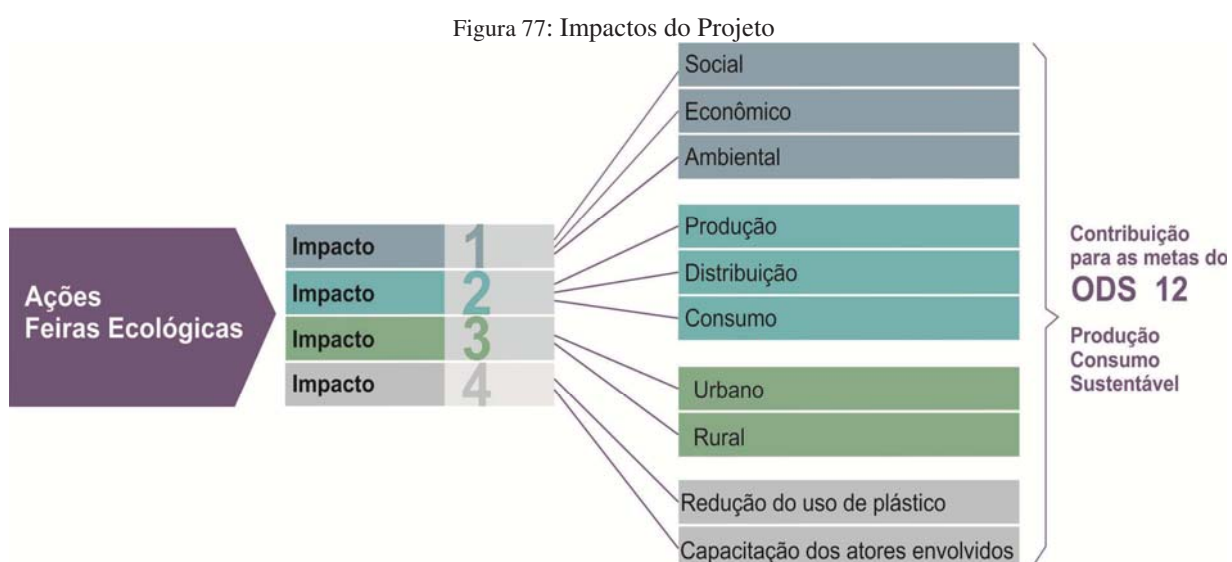 Figura 77: Impactos do Projeto
Ações
Feiras Ecológicas
Impacto 1
Impacto 2
Impacto 3
Impacto 4
Social
Econômico
Ambiental
Produção
Distribuição
Consumo
Urbano
Rural
Redução do uso de plástico
Capacitação dos atores envolvidos
Contribuição
para as metas do
ODS 12
Produção
Consumo
Sustentável